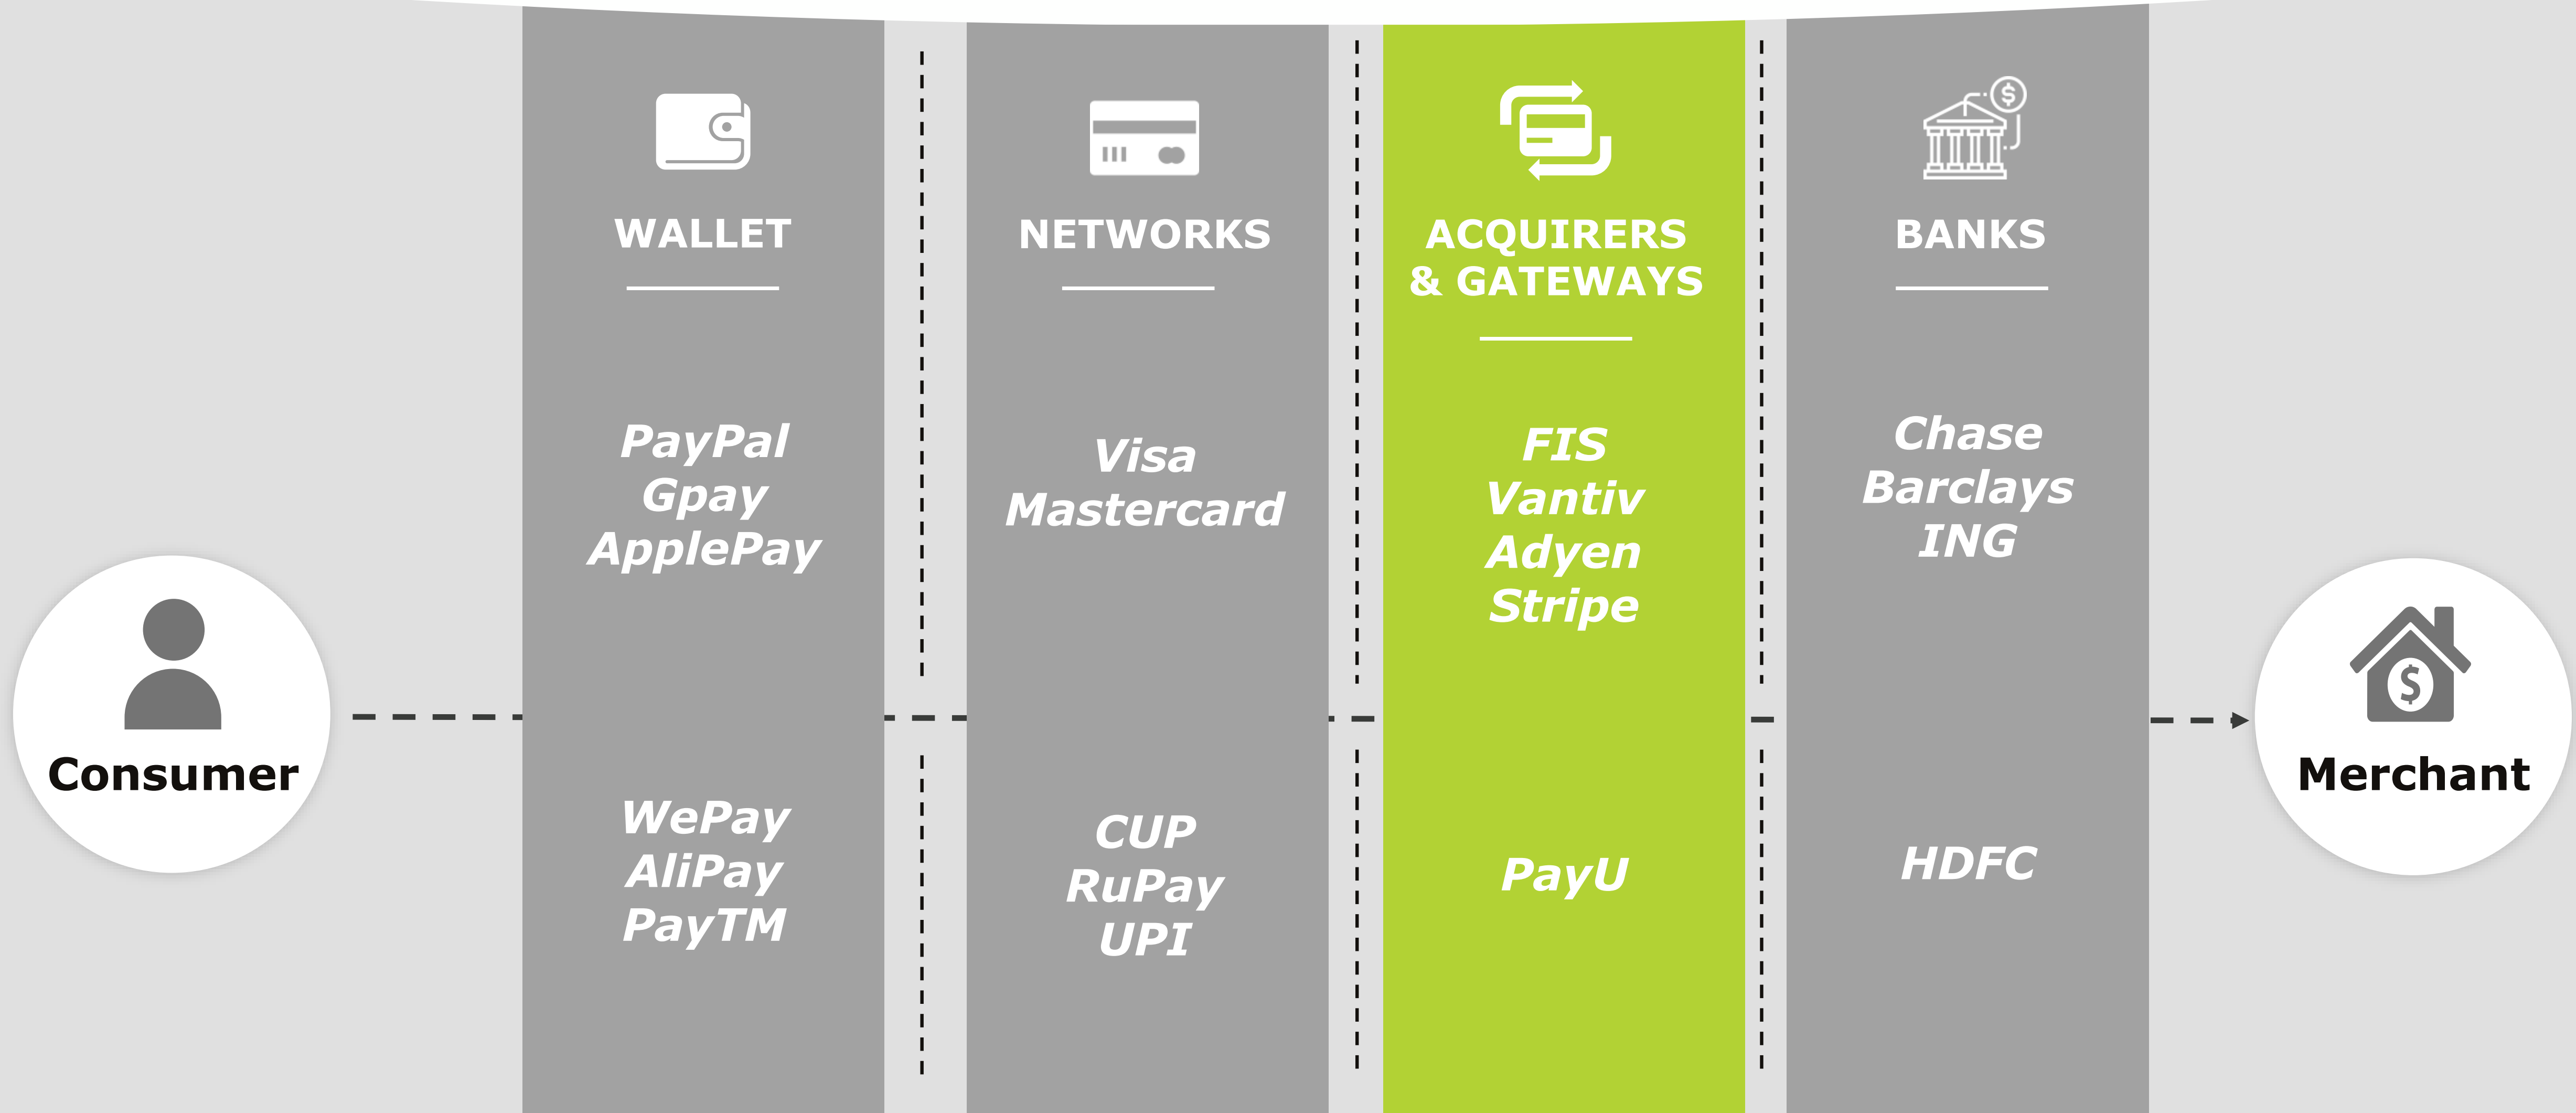 WALLET
PayPal
Gpay
ApplePay
WePay
AliPay
PayTM
NETWORKS
Visa
Mastercard
CUP
RuPay
UPI
ACQUIRERS
& GATEWAYS
FIS
Vantiv
Adyen
Stripe
PayU
BANKS
$
Chase
Barclays
ING
HDFC
Consumer
$
Merchant